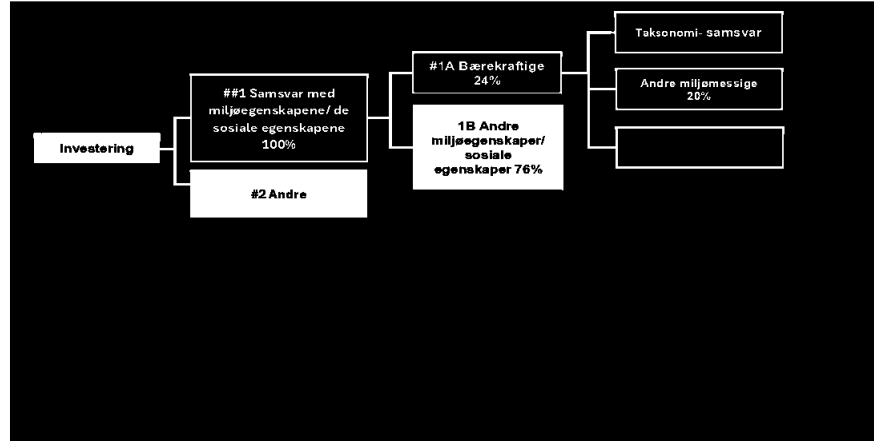 Investering
##1 Samsvar med
miljøegenskapene/ de
sosiale egenskapene
100%
#2 Andre
#1A Bærekraftige
24%
1B Andre
miljøegenskaper/
sosiale
egenskaper 76%
Taksonomi- samsvar
Andre miljømessige
20%